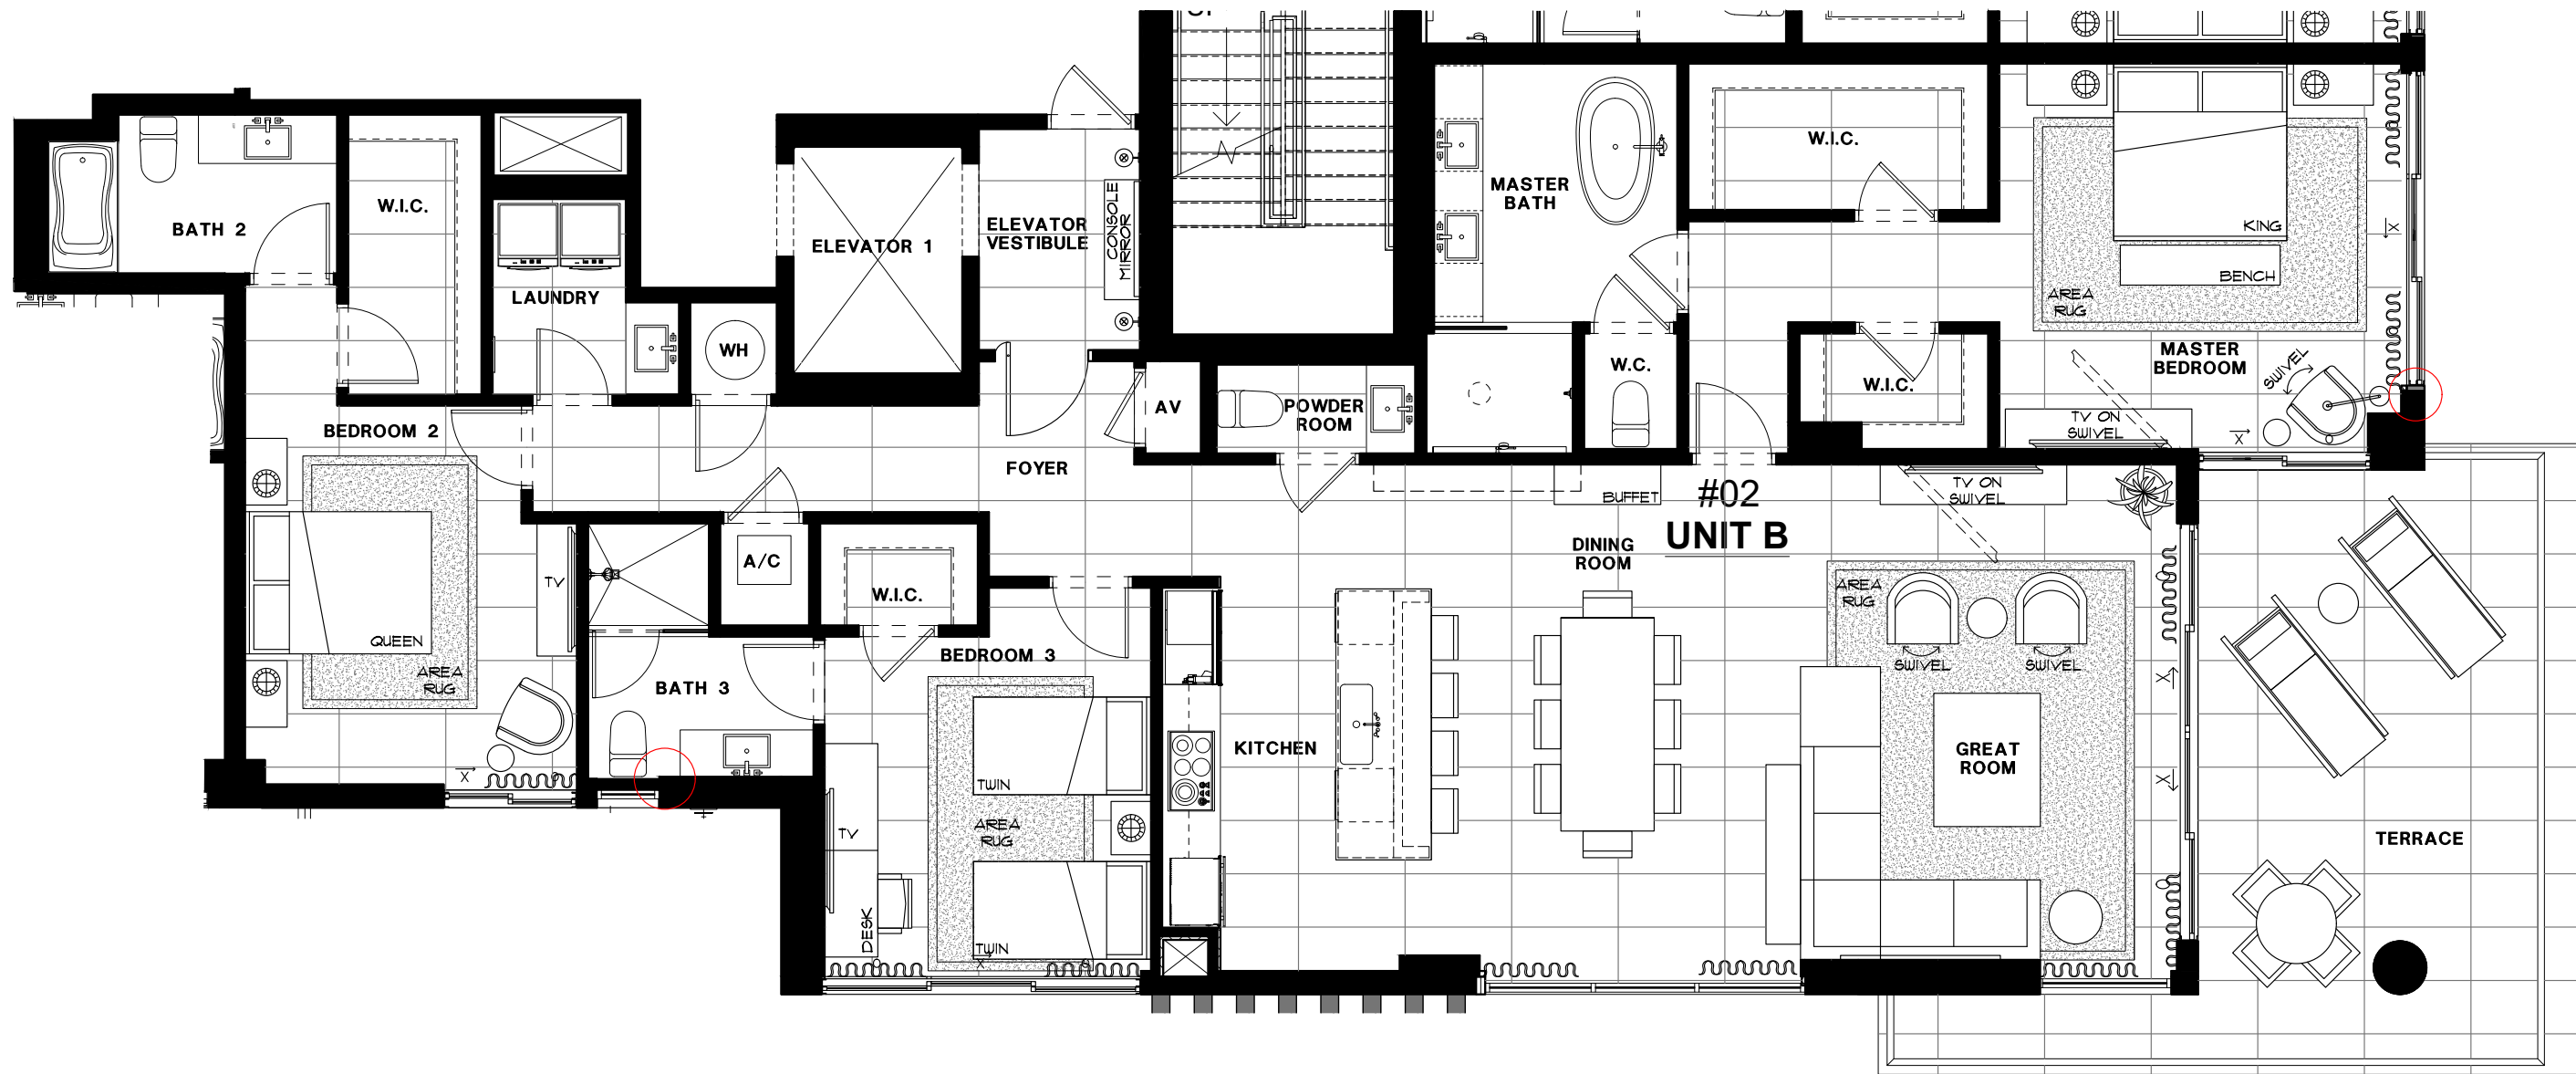 W.I.C.
MASTER
BATH
KING
BENCH
AREA
RUG
X
W.I.C.
BATH 2
ELEVATOR 1
ELEVATOR
VESTIBULE
CONSOLE
MIRROR
LAUNDRY
WH
AV
POWDER
ROOM
W.C.
W.I.C.
MASTER
BEDROOM
SWIVEL
TV ON
SWIVEL
X
BEDROOM 2
FOYER
BUFFET
#02
UNIT B
TV ON
SWIVEL
DINING
ROOM
TV
A/C
W.I.C.
QUEEN
AREA
RUG
BATH 3
BEDROOM 3
AREA
RUG
SWIVEL
SWIVEL
X
KITCHEN
GREAT
ROOM
X
X
TWIN
TV
AREA
RUG
TERRACE
DESK
TWIN
X